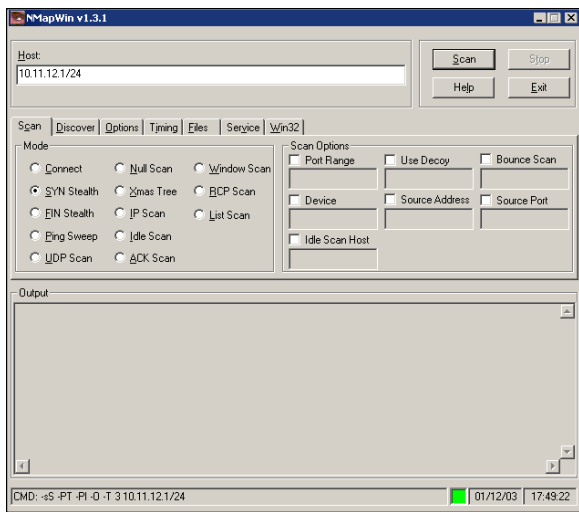 NMapWin v1.3.1
Host:
10.11.12.1/24
Scan
Stop
Help
Exit
Scan Discover Options Timing Files Service Win32
Mode
Connect Null Scan Window Scan
SYN Stealth Xmas Tree RCP Scan
FIN Stealth IP Scan List Scan
Ping Sweep Idle Scan
UDP Scan ACK Scan
Scan Options
Port Range Use Decoy Bounce Scan
Device Source Address Source Port
Idle Scan Host
Output
CMD: -sS -PT -PI -O -T 3 10.11.12.1/24
01/12/03 17:49:22